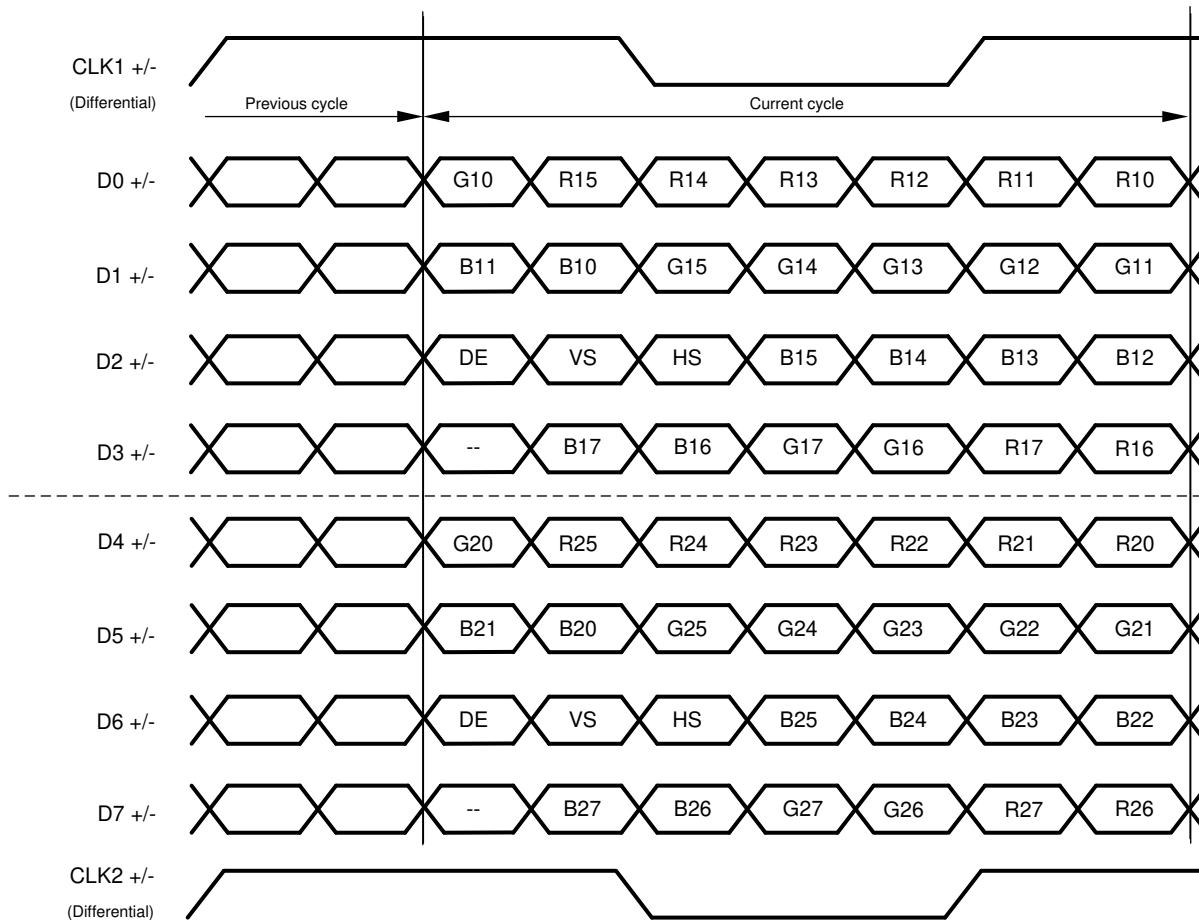 CLK1 +/-
(Differential)
Previous cycle
Current cycle
D0 +/- G10 R15 R14 R13 R12 R11 R10
D1 +/- B11 B10 G15 G14 G13 G12 G11
D2 +/- DE VS HS B15 B14 B13 B12
D3 +/- -- B17 B16 G17 G16 R17 R16
D4 +/- G20 R25 R24 R23 R22 R21 R20
D5 +/- B21 B20 G25 G24 G23 G22 G21
D6 +/- DE VS HS B25 B24 B23 B22
D7 +/- -- B27 B26 G27 G26 R27 R26
CLK2 +/-
(Differential)